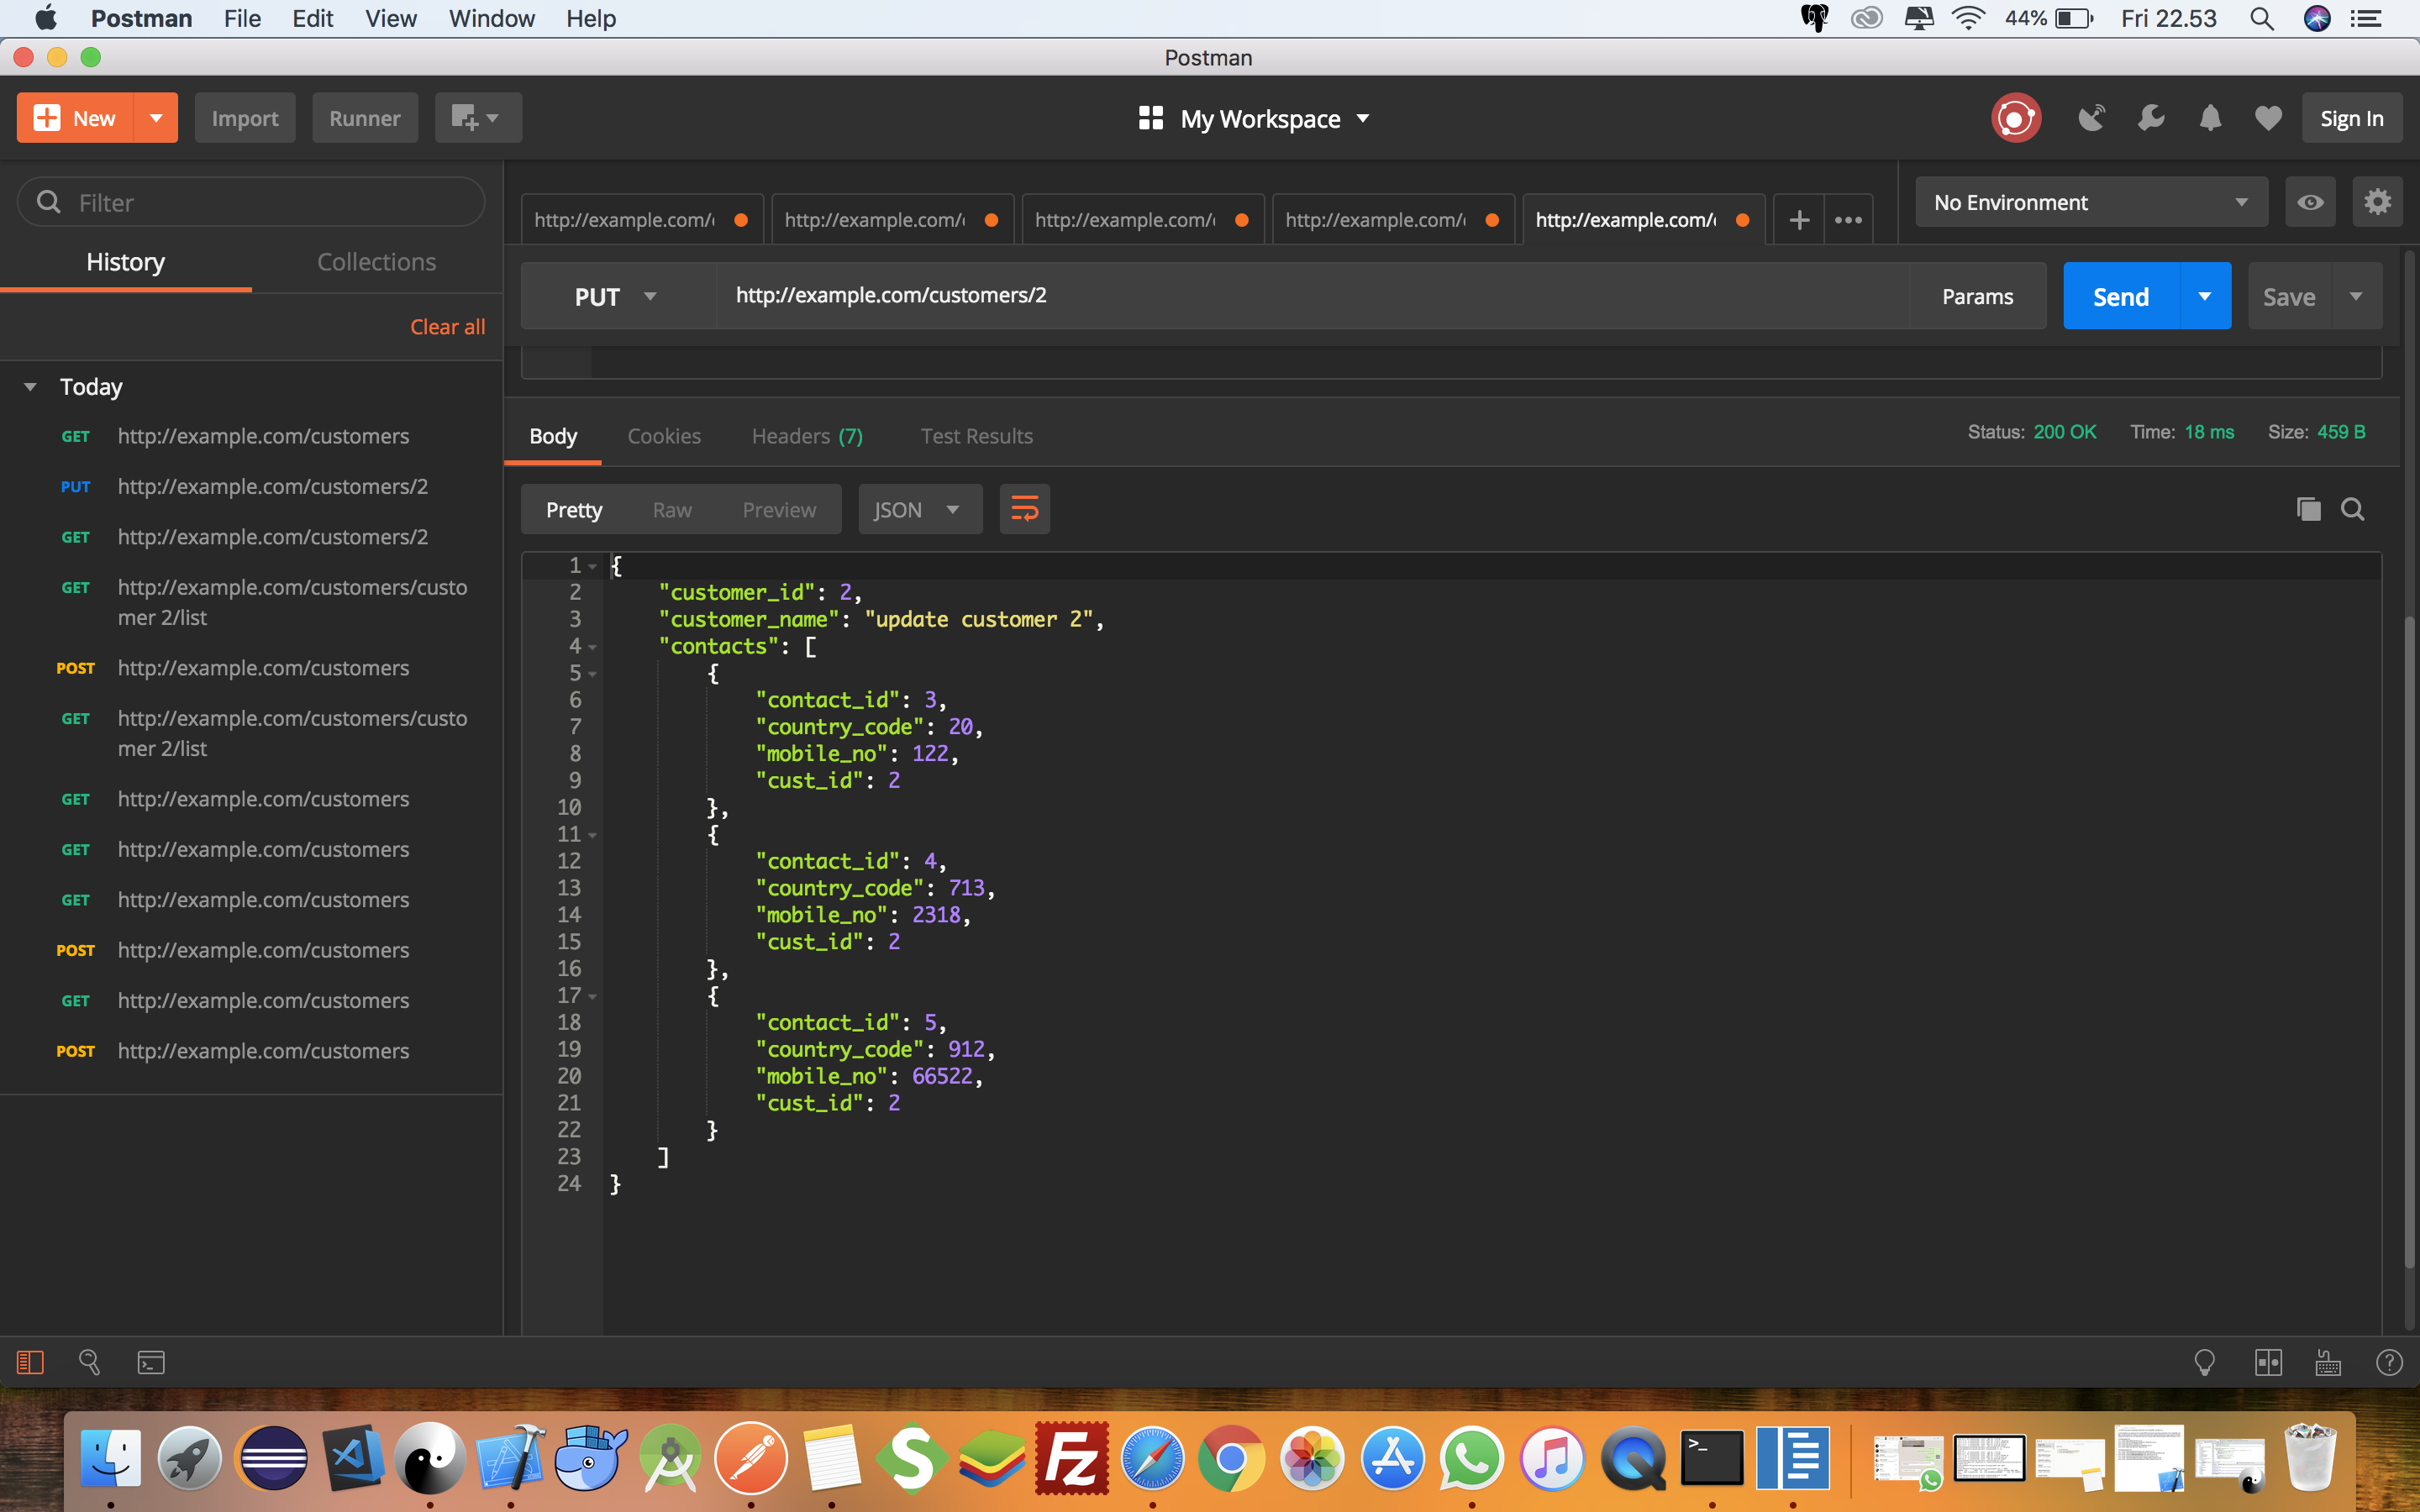 Postman File Edit View Window Help 44% Fri 22.53
Postman
New Import Runner My Workspace Sign In
Filter
History Collections
Clear all
Today
GET http://example.com/customers
PUT http://example.com/customers/2
GET http://example.com/customers/2
GET http://example.com/customers/custo
mer 2/list
POST http://example.com/customers
GET http://example.com/customers/custo
mer 2/list
GET http://example.com/customers
GET http://example.com/customers
GET http://example.com/customers
POST http://example.com/customers
GET http://example.com/customers
POST http://example.com/customers
http://example.com/ http://example.com/ http://example.com/ http://example.com/ http://example.com/ No Environment
PUT http://example.com/customers/2 Params Send Save
Body Cookies Headers (7) Test Results Status: 200 OK Time: 18 ms Size: 459 B
Pretty Raw Preview JSON
1 {
2 "customer_id": 2,
3 "customer_name": "update customer 2",
4 "contacts": [
5 {
6 "contact_id": 3,
7 "country_code": 20,
8 "mobile_no": 122,
9 "cust_id": 2
10 },
11 {
12 "contact_id": 4,
13 "country_code": 713,
14 "mobile_no": 2318,
15 "cust_id": 2
16 },
17 {
18 "contact_id": 5,
19 "country_code": 912,
20 "mobile_no": 66522,
21 "cust_id": 2
22 }
23 ]
24 }